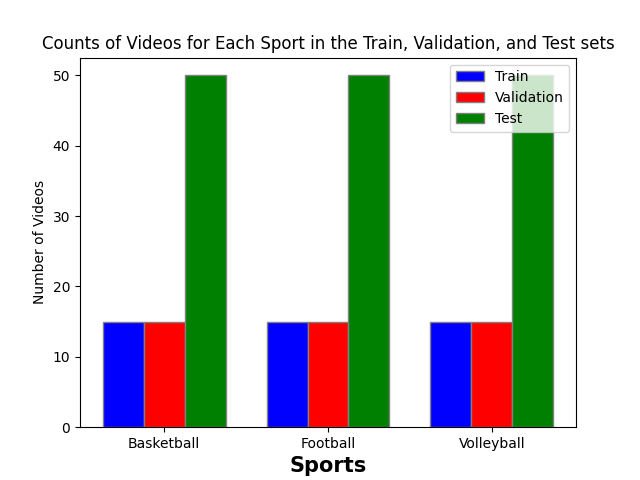 Counts of Videos for Each Sport in the Train, Validation, and Test sets
Train
Validation
Test
50
40
30
20
10
0
Number of Videos
Basketball Football Volleyball
Sports